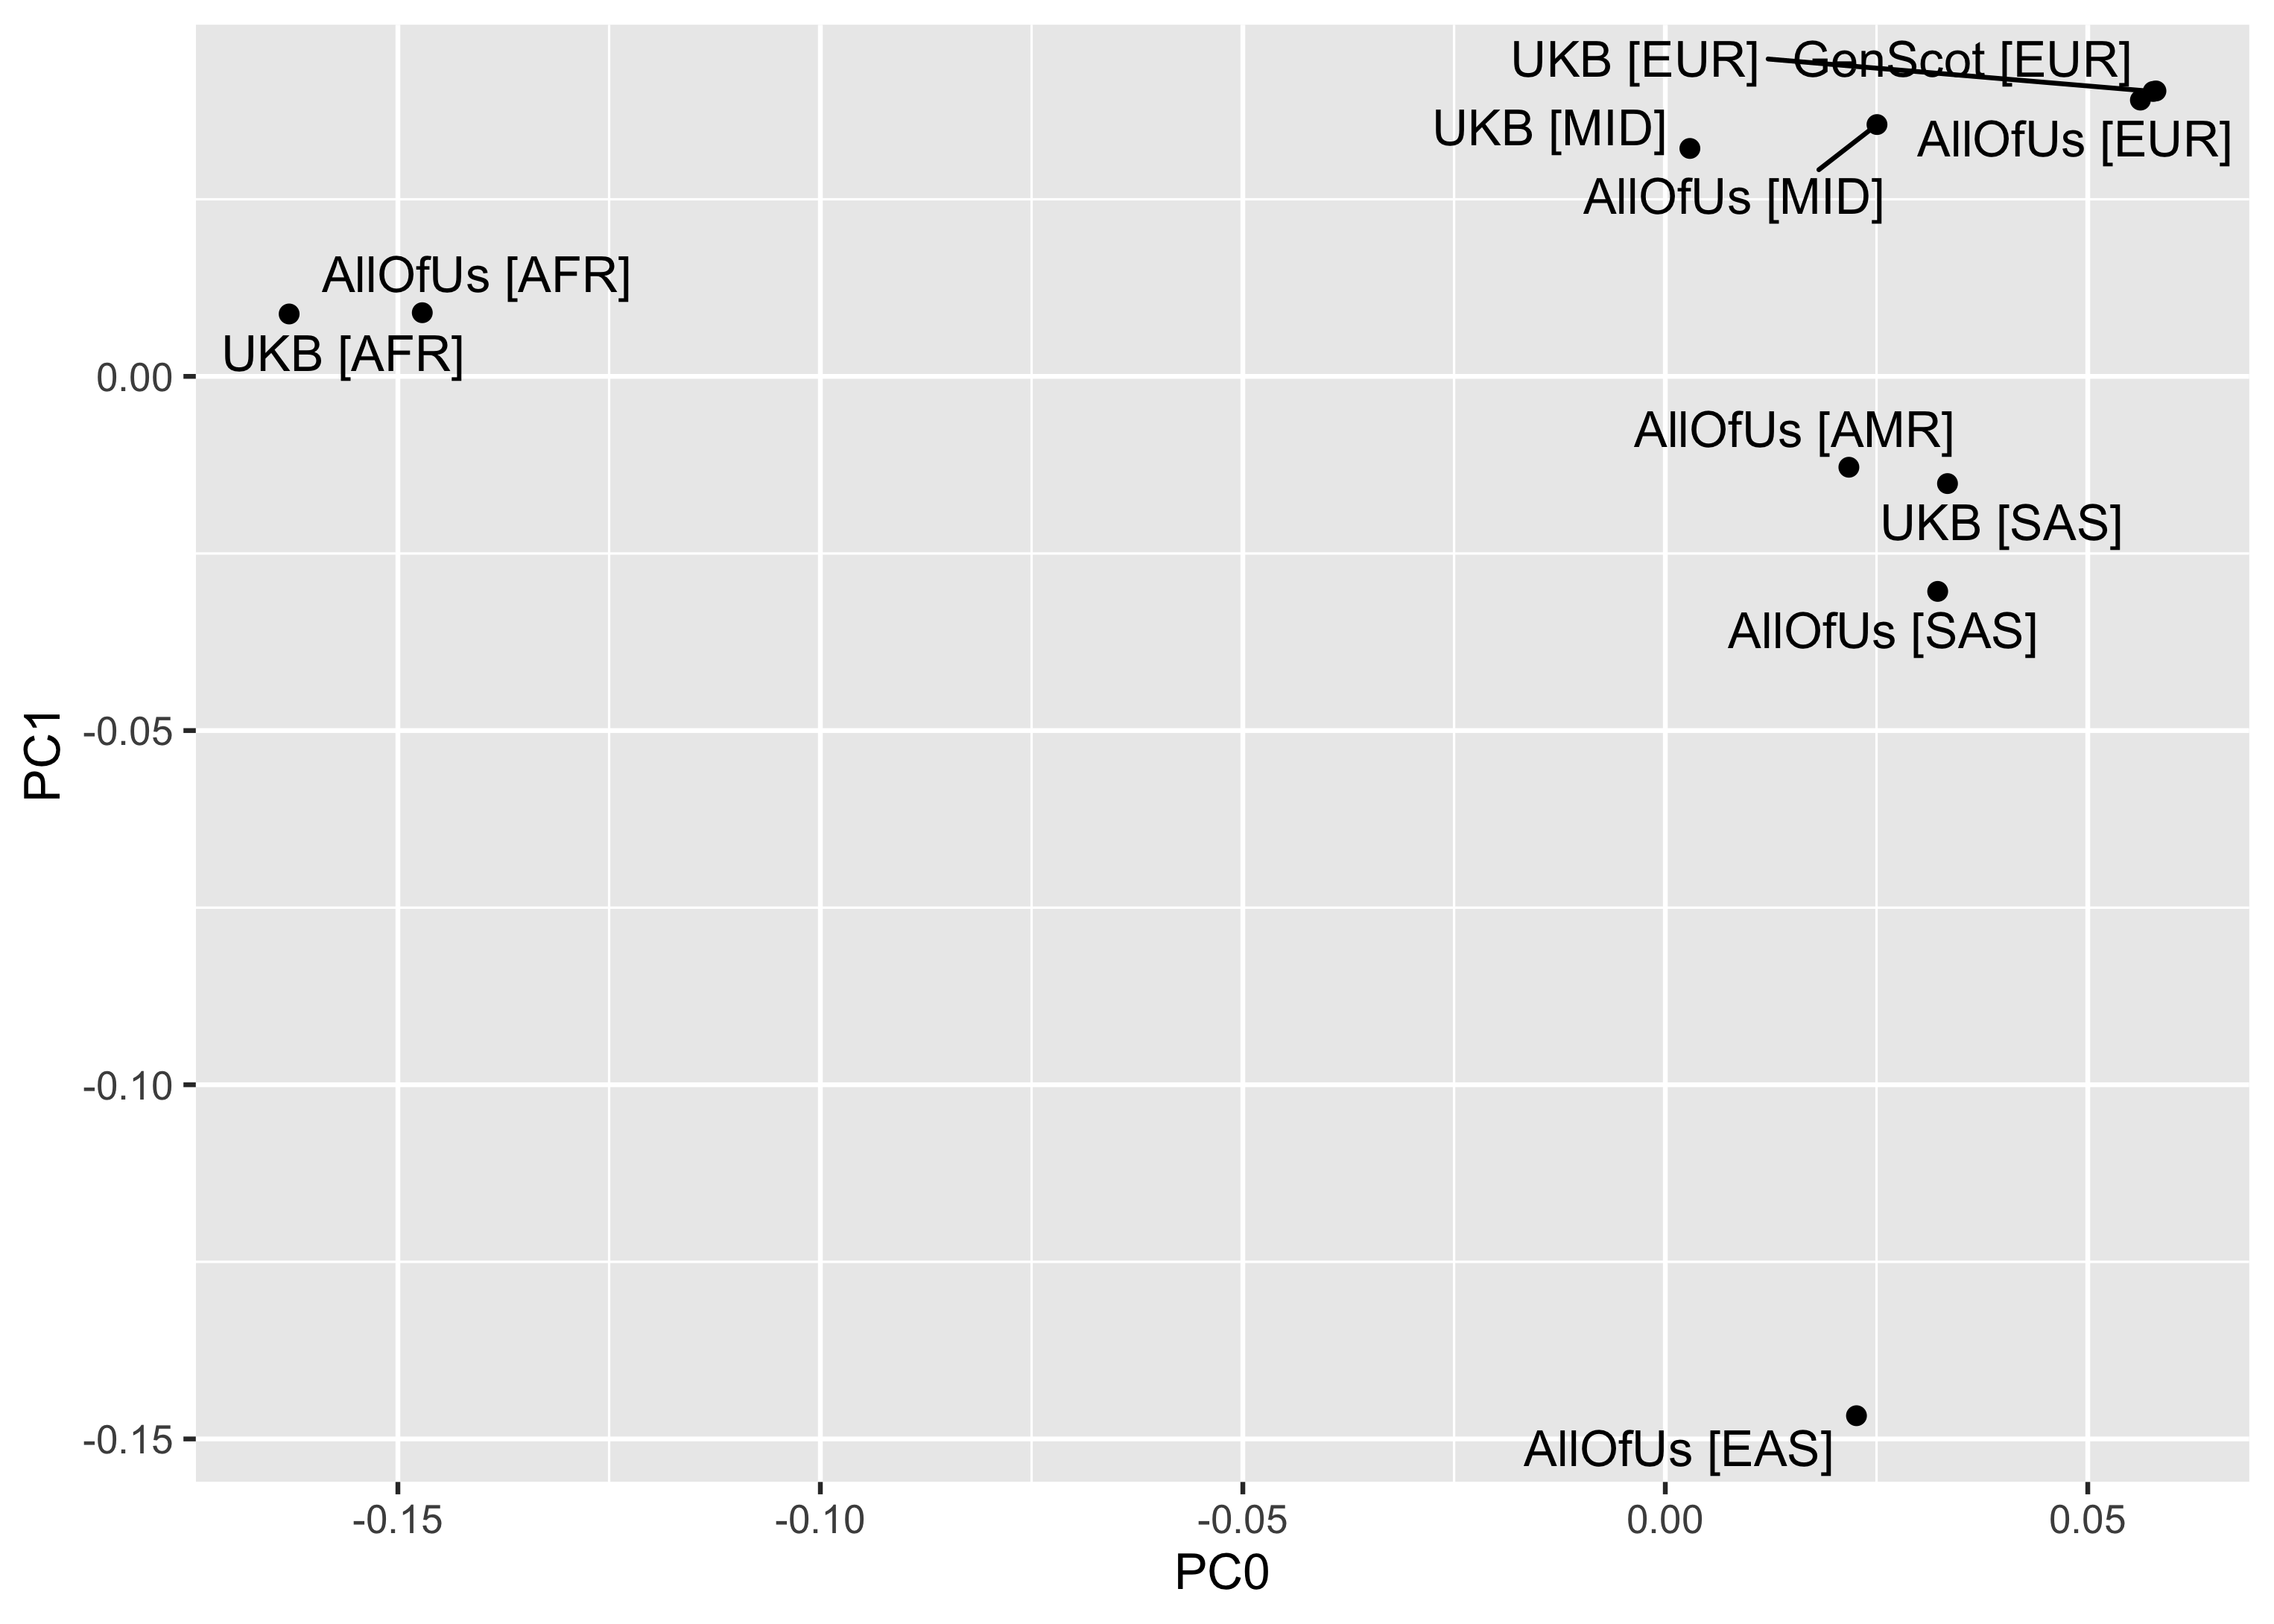 UKB [EUR]
GenScot [EUR]
UKB [MID]
AllOfUs [EUR]
AllOfUs [MID]
AllOfUs [AFR]
UKB [AFR]
AllOfUs [AMR]
UKB [SAS]
AllOfUs [SAS]
AllOfUs [EAS]
0.00
-0.05
-0.10
-0.15
PC1
-0.15
-0.10
-0.05
0.00
0.05
PC0